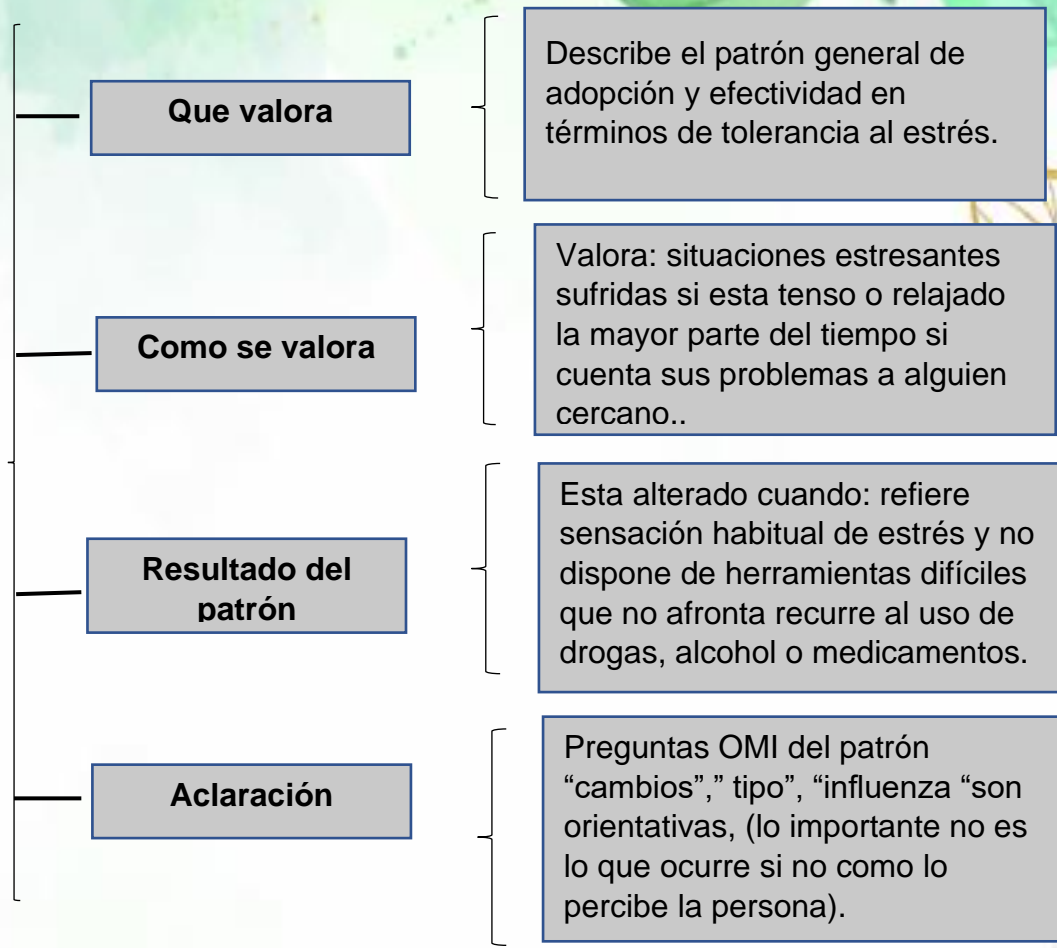 Que valora
Describe el patrón general de
adopción y efectividad en
términos de tolerancia al estrés.
Como se valora
Valora: situaciones estresantes
sufridas si esta tenso o relajado
la mayor parte del tiempo si
cuenta sus problemas a alguien
cercano..
Resultado del
patrón
Esta alterado cuando: refiere
sensación habitual de estrés y no
dispone de herramientas difíciles
que no afronta recurre al uso de
drogas, alcohol o medicamentos.
Aclaración
Preguntas OMI del patrón
“cambios”,” tipo”, “influenza “son
orientativas, (lo importante no es
lo que ocurre si no como lo
percibe la persona).